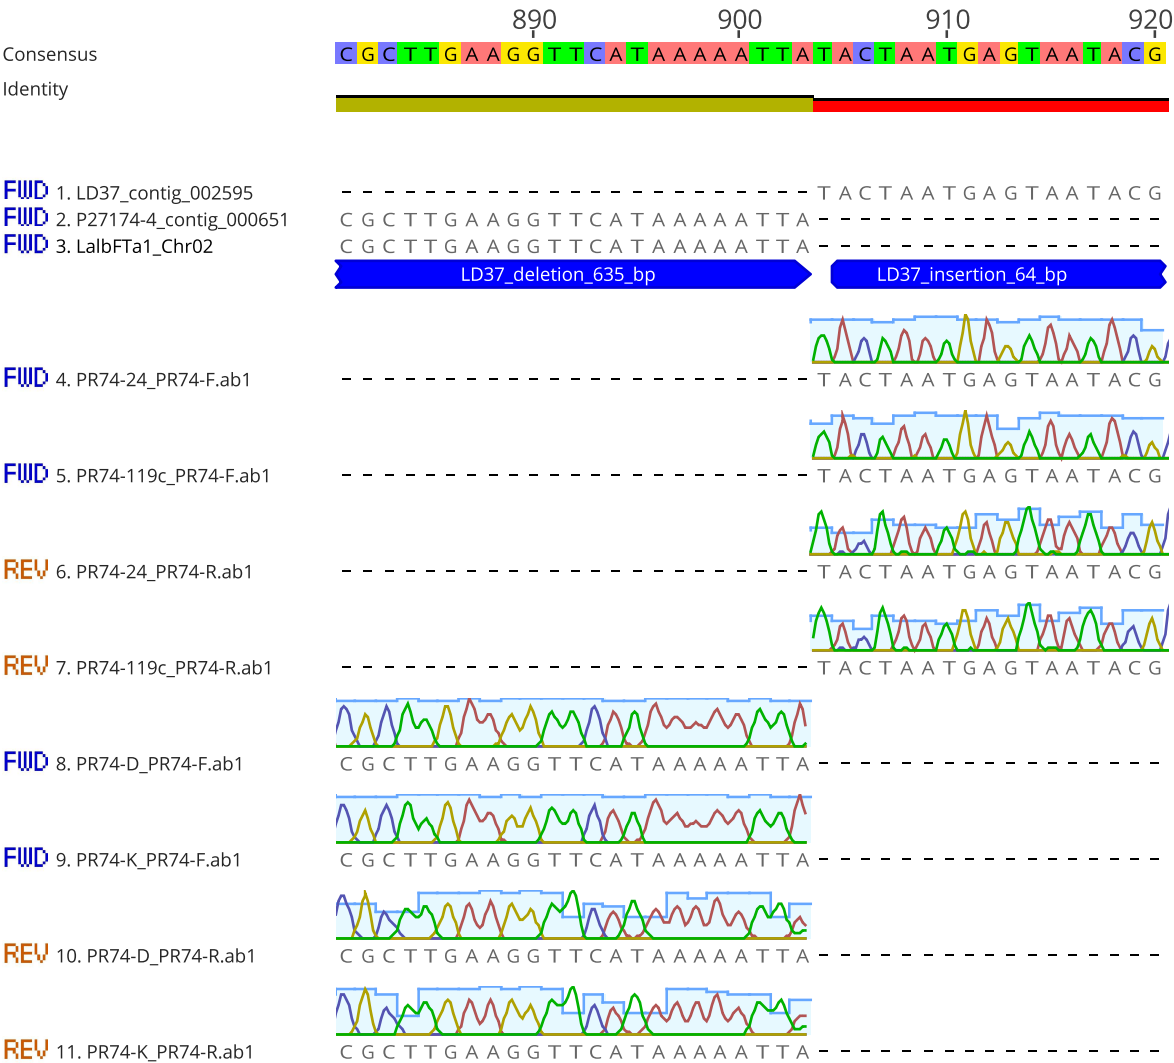 890 900 910 920
Consensus C G C T T G A A G G T T C A T A A A A A T T A T A C T A A T G A G T A A T A C G
Identity
FWD 1. LD37_contig_002595 - - - - - - - - - - - - - - - - - - - - - - - T A C T A A T G A G T A A T A C G
FWD 2. P27174-4_contig_000651 C G C T T G A A G G T T C A T A A A A A T T A - - - - - - - - - - - - - - - - -
FWD 3. LalbFTa1_Chr02 C G C T T G A A G G T T C A T A A A A A T T A - - - - - - - - - - - - - - - - -
LD37_deletion_635_bp LD37_insertion_64_bp
FWD 4. PR74-24_PR74-F.ab1 - - - - - - - - - - - - - - - - - - - - - - - T A C T A A T G A G T A A T A C G
FWD 5. PR74-119c_PR74-F.ab1 - - - - - - - - - - - - - - - - - - - - - - - T A C T A A T G A G T A A T A C G
REV 6. PR74-24_PR74-R.ab1 - - - - - - - - - - - - - - - - - - - - - - - T A C T A A T G A G T A A T A C G
REV 7. PR74-119c_PR74-R.ab1 - - - - - - - - - - - - - - - - - - - - - - - T A C T A A T G A G T A A T A C G
FWD 8. PR74-D_PR74-F.ab1 C G C T T G A A G G T T C A T A A A A A T T A - - - - - - - - - - - - - - - - -
FWD 9. PR74-K_PR74-F.ab1 C G C T T G A A G G T T C A T A A A A A T T A - - - - - - - - - - - - - - - - -
REV 10. PR74-D_PR74-R.ab1 C G C T T G A A G G T T C A T A A A A A T T A - - - - - - - - - - - - - - - - -
REV 11. PR74-K_PR74-R.ab1 C G C T T G A A G G T T C A T A A A A A T T A - - - - - - - - - - - - - - - - -